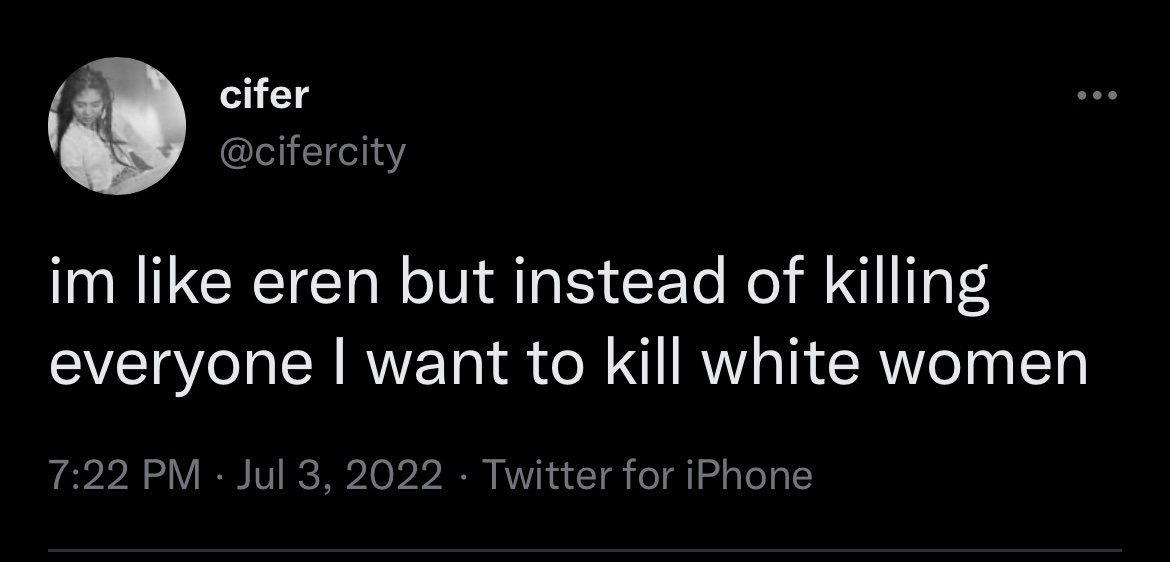 cifer
@cifercity
im like eren but instead of killing
everyone I want to kill white women
7:22 PM · Jul 3, 2022 · Twitter for iPhone